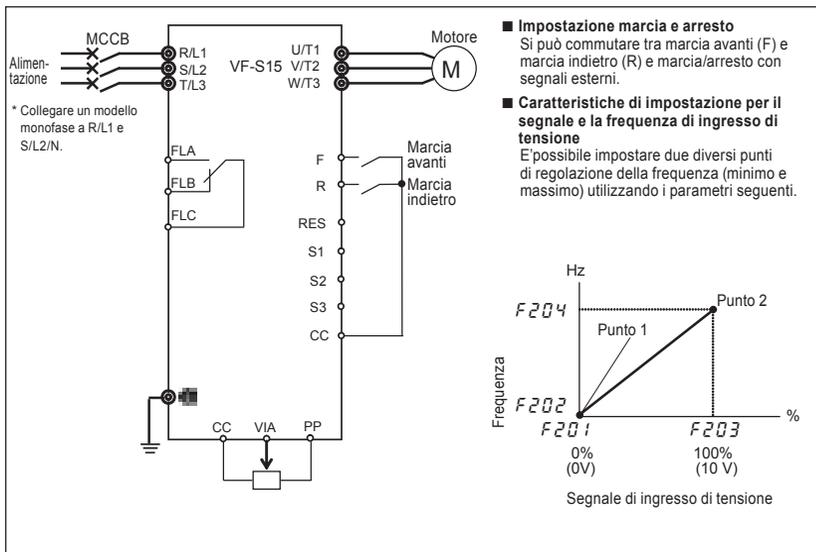 MCCB
Alimen-
tazione
R/L1
S/L2
T/L3
VF-S15
U/T1
V/T2
W/T3
Motore
M
* Collegare un modello
monofase a R/L1 e
S/L2/N.
FLA
FLB
FLC
F
R
RES
S1
S2
S3
CC
Marcia
avanti
Marcia
indietro
CC
VIA
PP
■ Impostazione marcia e arresto
Si può commutare tra marcia avanti (F) e
marcia indietro (R) e marcia/arresto con
segnali esterni.
■ Caratteristiche di impostazione per il
segnale e la frequenza di ingresso di
tensione
E'possibile impostare due diversi punti
di regolazione della frequenza (minimo e
massimo) utilizzando i parametri seguenti.
Hz
F204
Punto 2
Punto 1
Frequenza
F202
%
F201
F203
0%
(0V)
100%
(10 V)
Segnale di ingresso di tensione